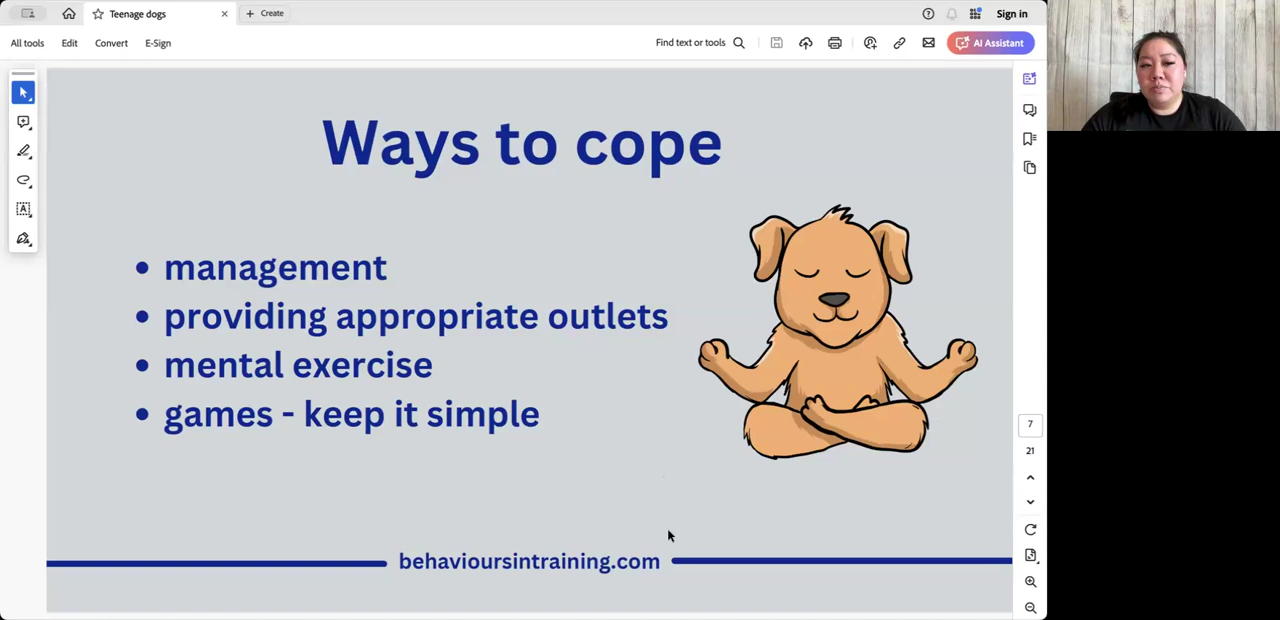 Teenage dogs
Create
Sign in
All tools
Edit
Convert
E-Sign
Find text or tools
AI Assistant
Ways to cope
• management
• providing appropriate outlets
• mental exercise
• games - keep it simple
behavioursintraining.com
7
21